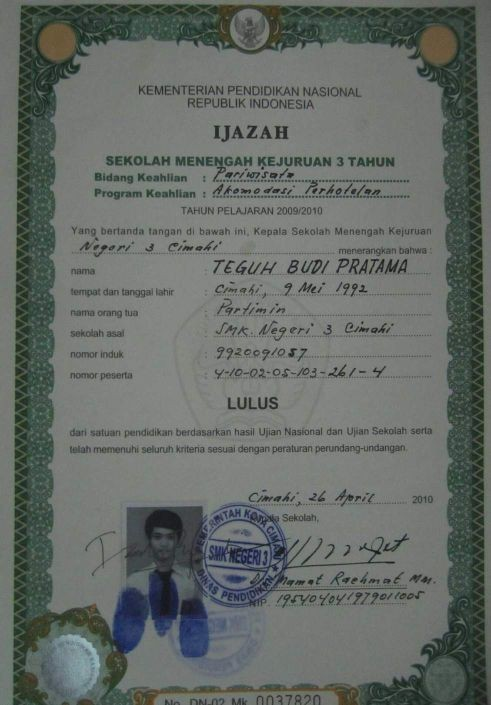 KEMENTERIAN PENDIDIKAN NASIONAL
REPUBLIK INDONESIA
IJAZAH
SEKOLAH MENENGAH KEJURUAN 3 TAHUN
Bidang Keahlian : Pariwisata
Program Keahlian : Akomodasi Perhotelan
TAHUN PELAJARAN 2009/2010
Yang bertanda tangan di bawah ini, Kepala Sekolah Menengah Kejuruan
Negeri 3 Cimahi menerangkan bahwa :
nama : TEGUH BUDI PRATAMA
tempat dan tanggal lahir : Cimahi, 9 Mei 1992
nama orang tua : Partimin
sekolah asal : SMK. Negeri 3 Cimahi
nomor induk : 9920091057
nomor peserta : 4-10-02-05-103-261-4
LULUS
dari satuan pendidikan berdasarkan hasil Ujian Nasional dan Ujian Sekolah serta
telah memenuhi seluruh kriteria sesuai dengan peraturan perundang-undangan.
Cimahi, 26 April 2010
Kepala Sekolah,
PEMERINTAH KOTA CIMAHI
SMK NEGERI 3
DINAS PENDIDIKAN
Mamat Rachmat MM.
NIP. 195404041979011005
No. DN-02 Mk 0037820